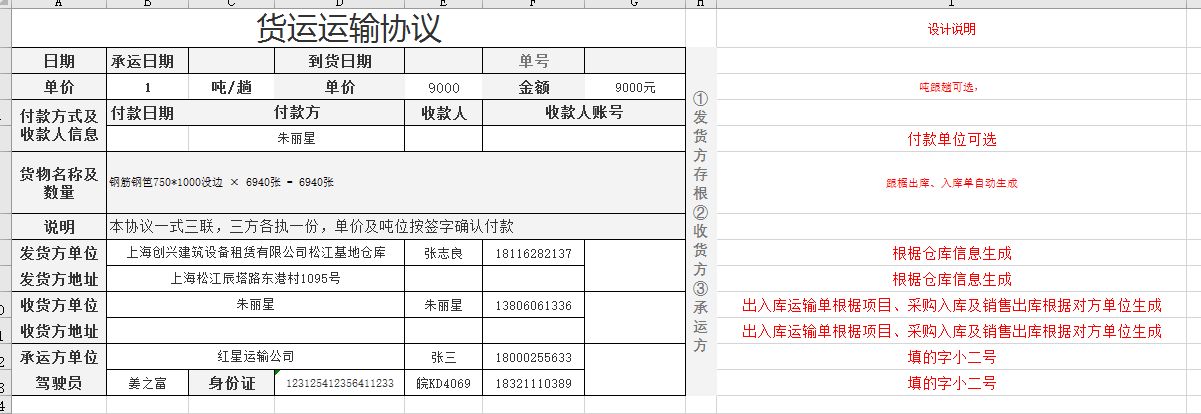 A B C D E F G H I
货运运输协议 设计说明
日期 承运日期 到货日期 单号
单价 1 吨/趟 单价 9000 金额 9000元 吨跟趟可选，
付款方式及收款人信息 付款日期 付款方 收款人 收款人账号
朱丽星 付款单位可选
货物名称及数量 钢筋钢笆750*1000没边 × 6940张 = 6940张 跟楿出库、入库单自动生成
说明 本协议一式三联，三方各执一份，单价及吨位按签字确认付款
发货方单位 上海创兴建筑设备租赁有限公司松江基地仓库 张志良 18116282137 根椐仓库信息生成
发货方地址 上海松江辰塔路东港村1095号 根椐仓库信息生成
收货方单位 朱丽星 朱丽星 13806061336 出入库运输单根椐项目、采购入库及销售出库根据对方单位生成
收货方地址 出入库运输单根椐项目、采购入库及销售出库根据对方单位生成
承运方单位 红星运输公司 张三 18000255633 填的字小二号
驾驶员 姜之富 身份证 123125412356411233 皖KD4069 18321110389 填的字小二号
①发货方存根②收货方③承运方